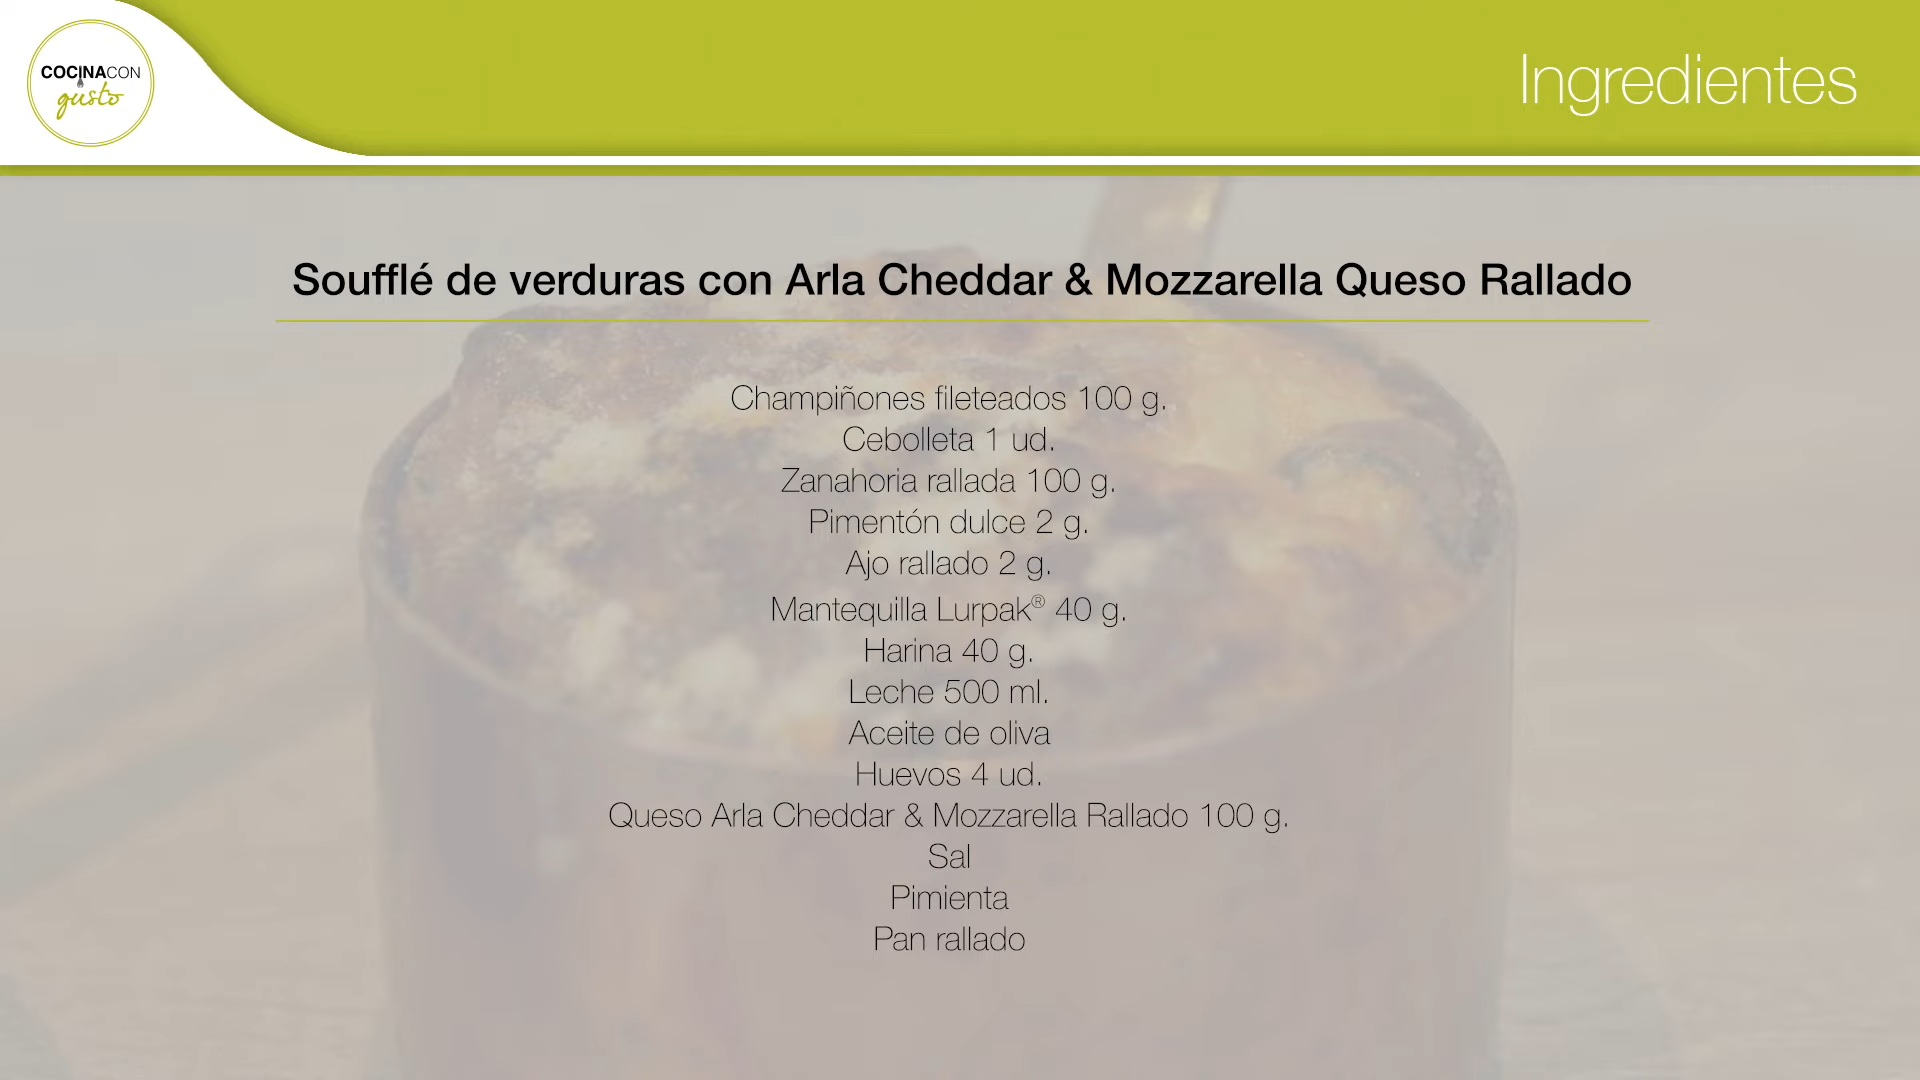 COCINACON
gusto
Ingredientes
Soufflé de verduras con Arla Cheddar & Mozzarella Queso Rallado
Champiñones fileteados 100 g.
Cebolleta 1 ud.
Zanahoria rallada 100 g.
Pimentón dulce 2 g.
Ajo rallado 2 g.
Mantequilla Lurpak® 40 g.
Harina 40 g.
Leche 500 ml.
Aceite de oliva
Huevos 4 ud.
Queso Arla Cheddar & Mozzarella Rallado 100 g.
Sal
Pimienta
Pan rallado